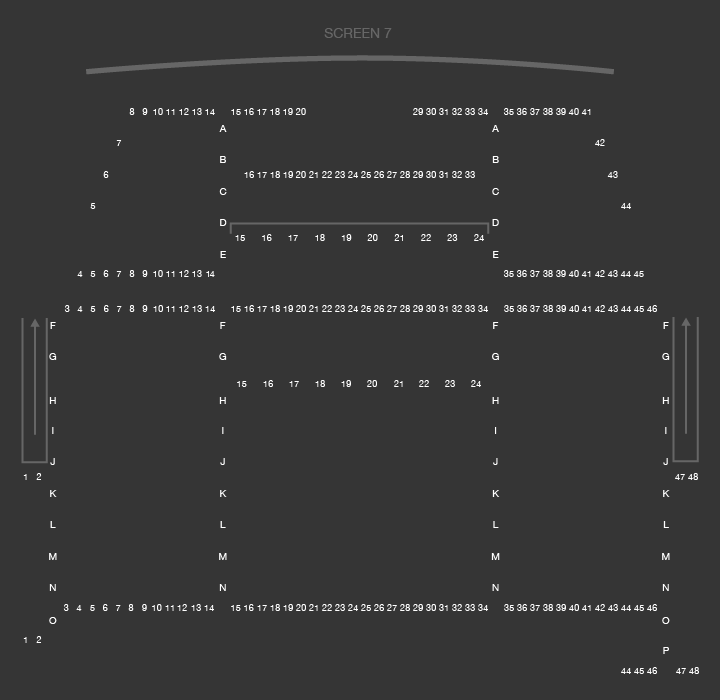 SCREEN 7
8 9 10 11 12 13 14 15 16 17 18 19 20 29 30 31 32 33 34 35 36 37 38 39 40 41
A A
7 42
B B
6 16 17 18 19 20 21 22 23 24 25 26 27 28 29 30 31 32 33 43
C C
5 44
D D
15 16 17 18 19 20 21 22 23 24
E E
4 5 6 7 8 9 10 11 12 13 14 35 36 37 38 39 40 41 42 43 44 45
3 4 5 6 7 8 9 10 11 12 13 14 15 16 17 18 19 20 21 22 23 24 25 26 27 28 29 30 31 32 33 34 35 36 37 38 39 40 41 42 43 44 45 46
F F F F
G G G G
15 16 17 18 19 20 21 22 23 24
H H H H
I I I I
J J J J
1 2 47 48
K K K K
L L L L
M M M M
N N N N
3 4 5 6 7 8 9 10 11 12 13 14 15 16 17 18 19 20 21 22 23 24 25 26 27 28 29 30 31 32 33 34 35 36 37 38 39 40 41 42 43 44 45 46
O O
1 2
P
44 45 46 47 48